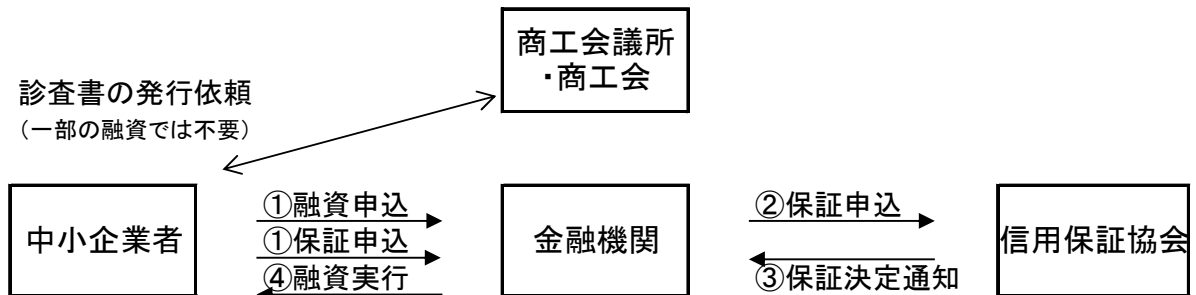 商工会議所
・商工会
診査書の発行依頼
（一部の融資では不要）
①融資申込
②保証申込
中小企業者
①保証申込
金融機関
信用保証協会
④融資実行
③保証決定通知